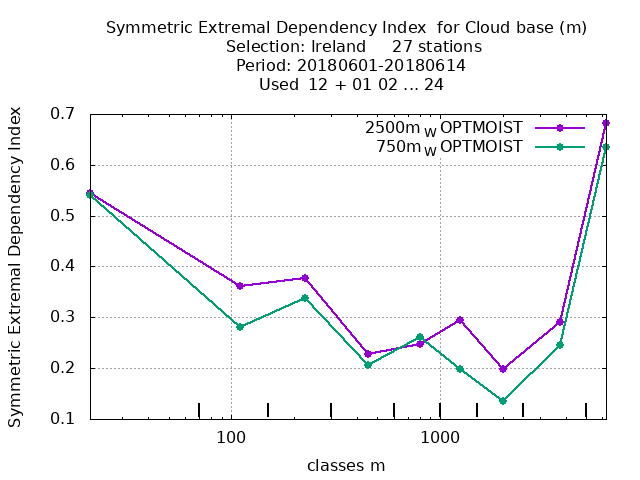 Symmetric Extremal Dependency Index for Cloud base (m)
Selection: Ireland 27 stations
Period: 20180601-20180614
Used 12 + 01 02 ... 24
Symmetric Extremal Dependency Index
0.7
0.6
0.5
0.4
0.3
0.2
0.1
2500m_W OPTMOIST
750m_W OPTMOIST
100 1000
classes m